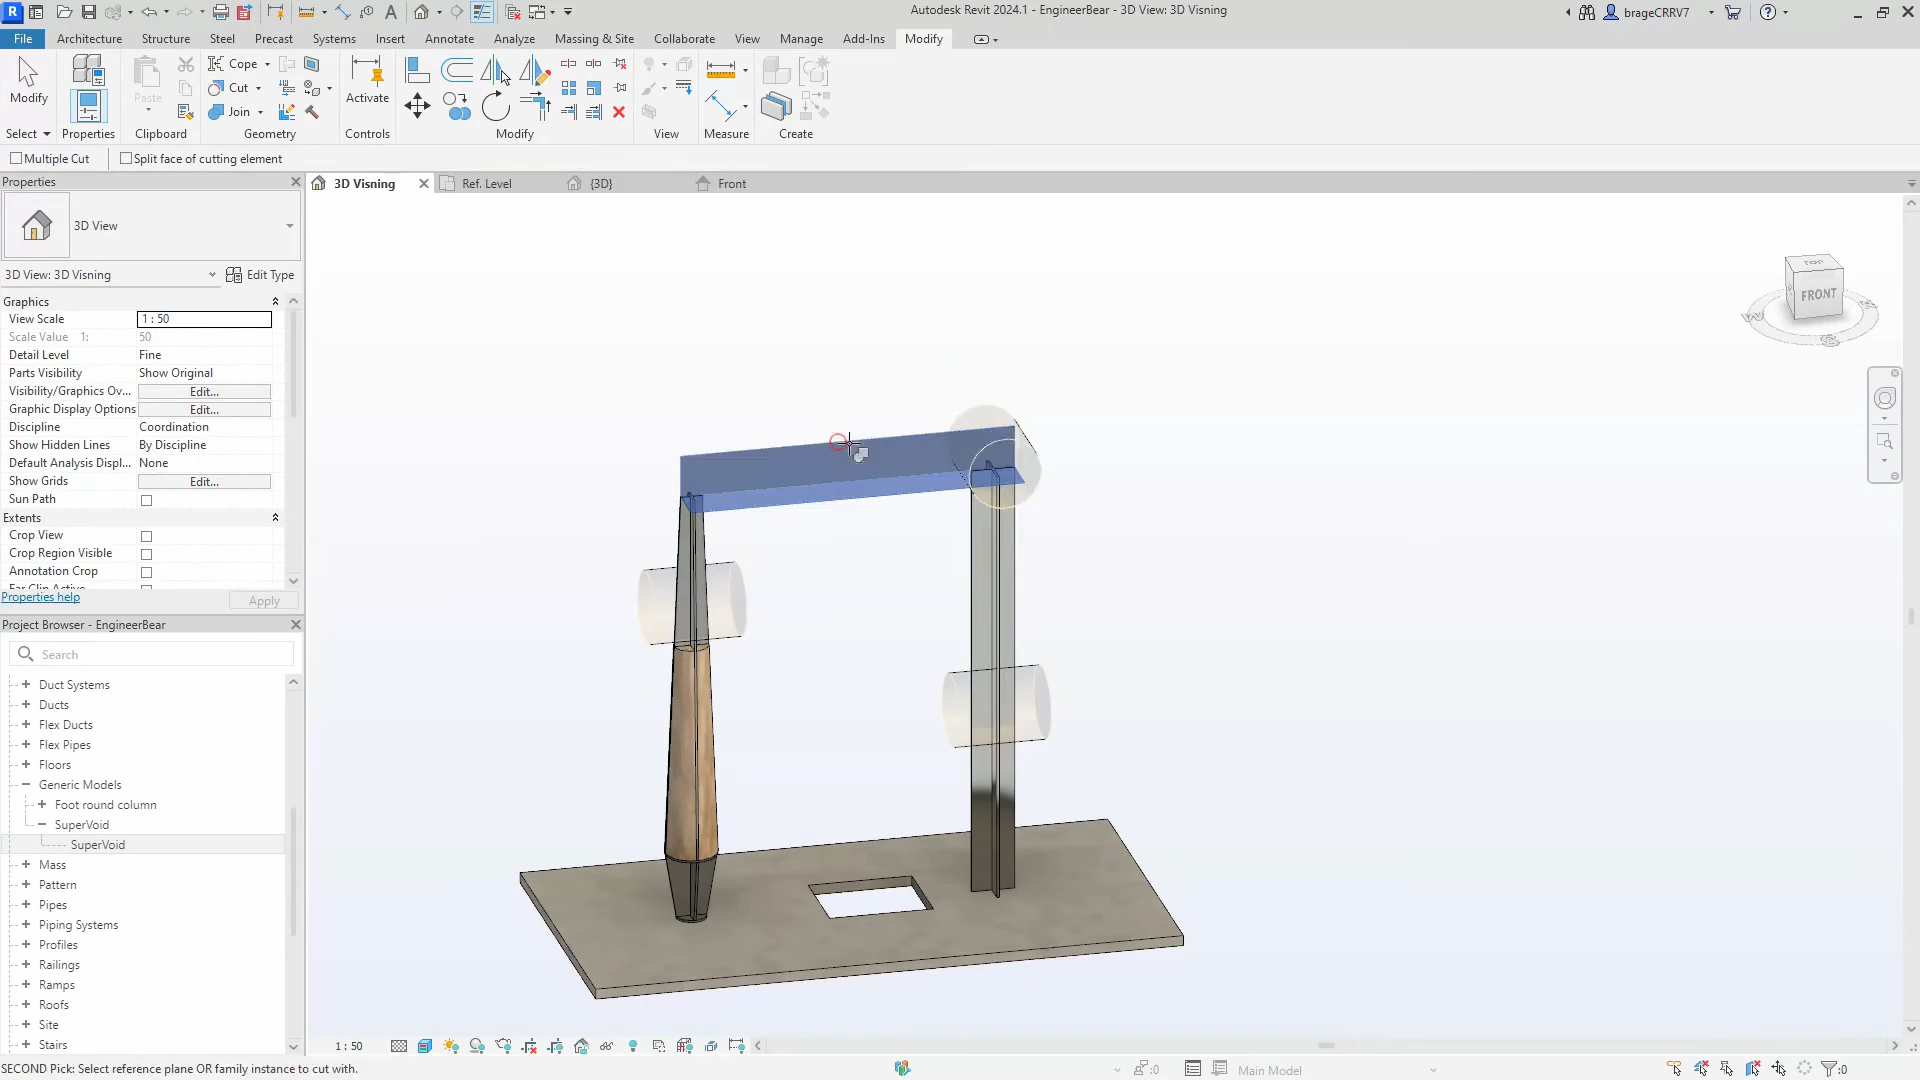 Autodesk Revit 2024.1 - EngineerBear - 3D View: 3D Visning
brageCRRV7
File
Architecture
Structure
Steel
Precast
Systems
Insert
Annotate
Analyze
Massing & Site
Collaborate
View
Manage
Add-Ins
Modify
Modify
Select
Properties
Paste
Clipboard
Cope
Cut
Join
Geometry
Activate
Controls
Modify
View
Measure
Create
Multiple Cut
Split face of cutting element
Properties
3D View
3D View: 3D Visning
Edit Type
Graphics
View Scale 1 : 50
Scale Value 1: 50
Detail Level Fine
Parts Visibility Show Original
Visibility/Graphics Ov... Edit...
Graphic Display Options Edit...
Discipline Coordination
Show Hidden Lines By Discipline
Default Analysis Displ... None
Show Grids Edit...
Sun Path
Extents
Crop View
Crop Region Visible
Annotation Crop
Far Clip Active
Properties help
Apply
Project Browser - EngineerBear
Search
Duct Systems
Ducts
Flex Ducts
Flex Pipes
Floors
Generic Models
Foot round column
SuperVoid
SuperVoid
Mass
Pattern
Pipes
Piping Systems
Profiles
Railings
Ramps
Roofs
Site
Stairs
3D Visning
Ref. Level
{3D}
Front
TOP
FRONT
1 : 50
SECOND Pick: Select reference plane OR family instance to cut with.
:0
Main Model
:0